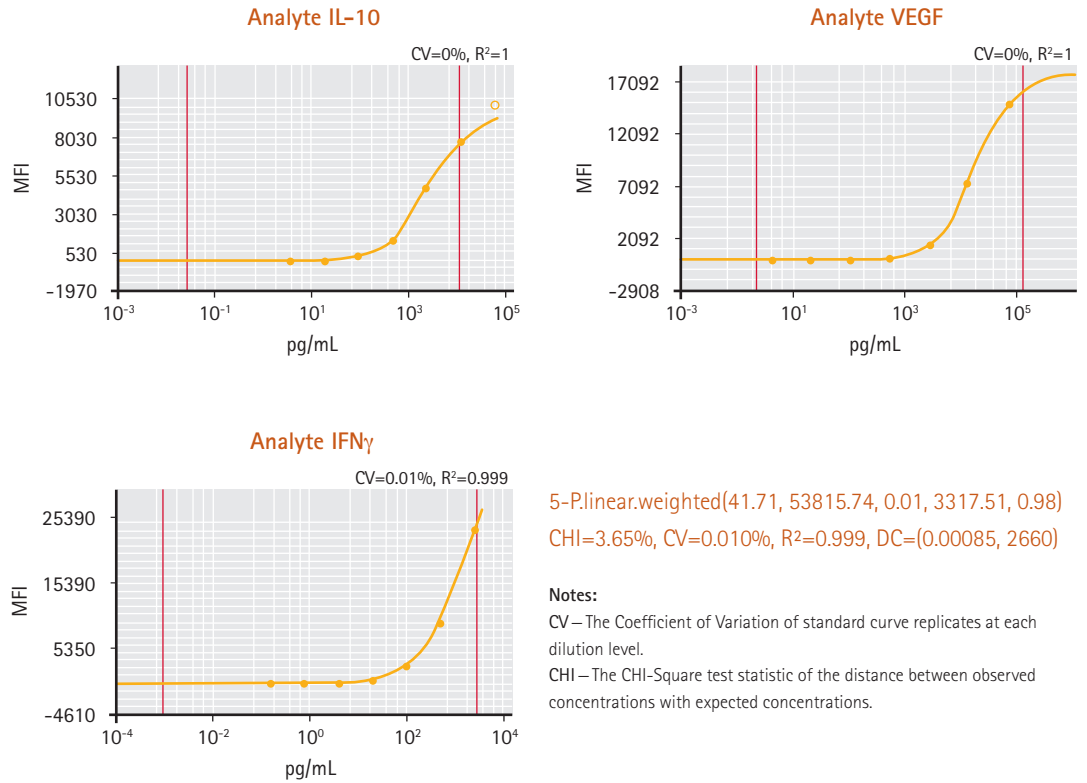 Analyte IL-10
CV=0%, R²=1
10530
8030
5530
3030
530
-1970
MFI
10⁻³ 10⁻¹ 10¹ 10³ 10⁵
pg/mL
Analyte VEGF
CV=0%, R²=1
17092
12092
7092
2092
-2908
MFI
10⁻³ 10¹ 10³ 10⁵
pg/mL
Analyte IFNγ
CV=0.01%, R²=0.999
25390
15390
5350
-4610
MFI
10⁻⁴ 10⁻² 10⁰ 10² 10⁴
pg/mL
5-P.linear.weighted(41.71, 53815.74, 0.01, 3317.51, 0.98)
CHI=3.65%, CV=0.010%, R²=0.999, DC=(0.00085, 2660)
Notes:
CV – The Coefficient of Variation of standard curve replicates at each
dilution level.
CHI – The CHI-Square test statistic of the distance between observed
concentrations with expected concentrations.